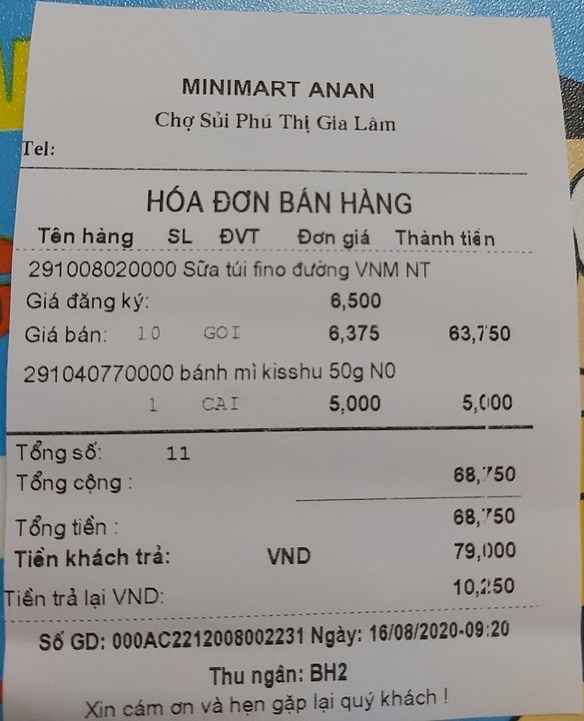 MINIMART ANAN
Chợ Sủi Phú Thị Gia Lâm
Tel:
HÓA ĐƠN BÁN HÀNG
Tên hàng SL ĐVT Đơn giá Thành tiền
291008020000 Sữa túi fino đường VNM NT
Giá đăng ký: 6,500
Giá bán: 10 GOI 6,375 63,750
291040770000 bánh mì kisshu 50g N0
1 CAI 5,000 5,000
Tổng số: 11
Tổng cộng : 68,750
Tổng tiền : 68,750
Tiền khách trả: VND 79,000
Tiền trả lại VND: 10,250
Số GD: 000AC2212008002231 Ngày: 16/08/2020-09:20
Thu ngân: BH2
Xin cám ơn và hẹn gặp lại quý khách !